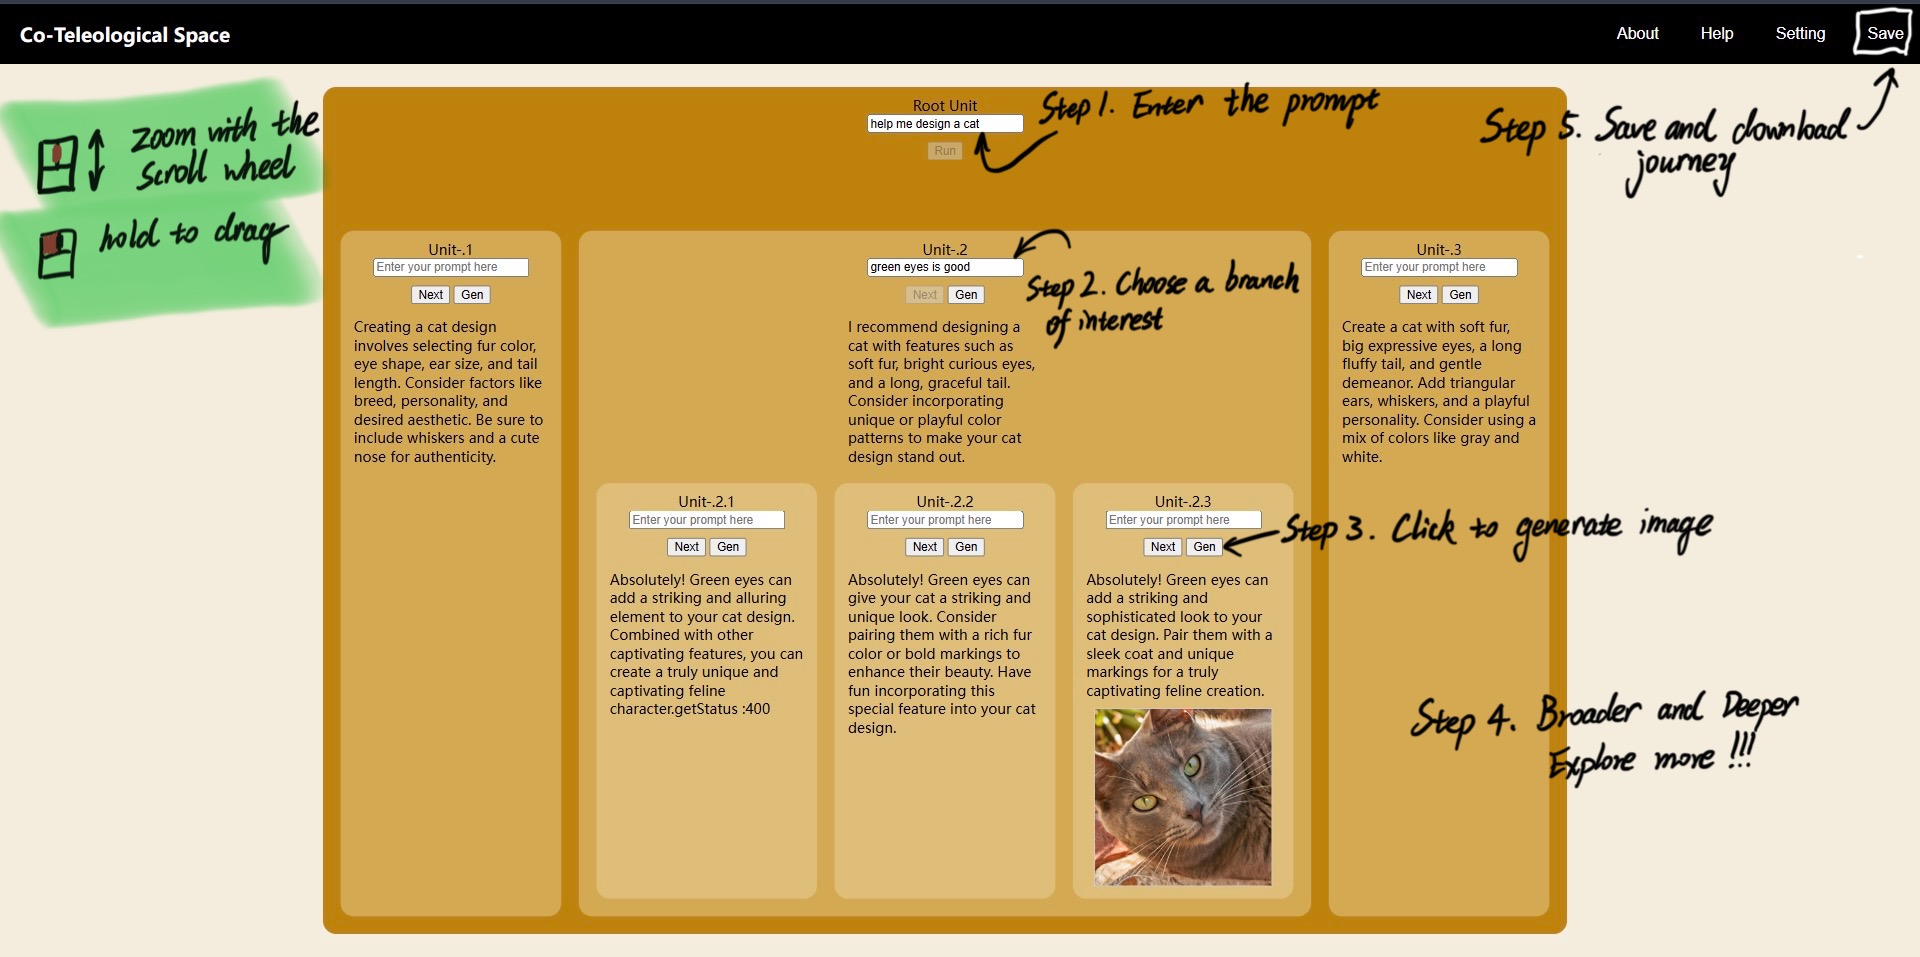 Co-Teleological Space
About Help Setting Save
Zoom with the
Scroll wheel
hold to drag
Root Unit
help me design a cat
Run
Step 1. Enter the prompt
Step 5. Save and download
journey
Unit-.1
Enter your prompt here
Next Gen
Creating a cat design
involves selecting fur color,
eye shape, ear size, and tail
length. Consider factors like
breed, personality, and
desired aesthetic. Be sure to
include whiskers and a cute
nose for authenticity.
Unit-.2
green eyes is good
Next Gen
Step 2. Choose a branch
of interest
I recommend designing a
cat with features such as
soft fur, bright curious eyes,
and a long, graceful tail.
Consider incorporating
unique or playful color
patterns to make your cat
design stand out.
Unit-.3
Enter your prompt here
Next Gen
Create a cat with soft fur,
big expressive eyes, a long
fluffy tail, and gentle
demeanor. Add triangular
ears, whiskers, and a playful
personality. Consider using a
mix of colors like gray and
white.
Unit-.2.1
Enter your prompt here
Next Gen
Absolutely! Green eyes can
add a striking and alluring
element to your cat design.
Combined with other
captivating features, you can
create a truly unique and
captivating feline
character.getStatus :400
Unit-.2.2
Enter your prompt here
Next Gen
Absolutely! Green eyes can
give your cat a striking and
unique look. Consider
pairing them with a rich fur
color or bold markings to
enhance their beauty. Have
fun incorporating this
special feature into your cat
design.
Unit-.2.3
Enter your prompt here
Next Gen
Absolutely! Green eyes can
add a striking and
sophisticated look to your
cat design. Pair them with a
sleek coat and unique
markings for a truly
captivating feline creation.
Step 3. Click to generate image
Step 4. Broader and Deeper
Explore more !!!